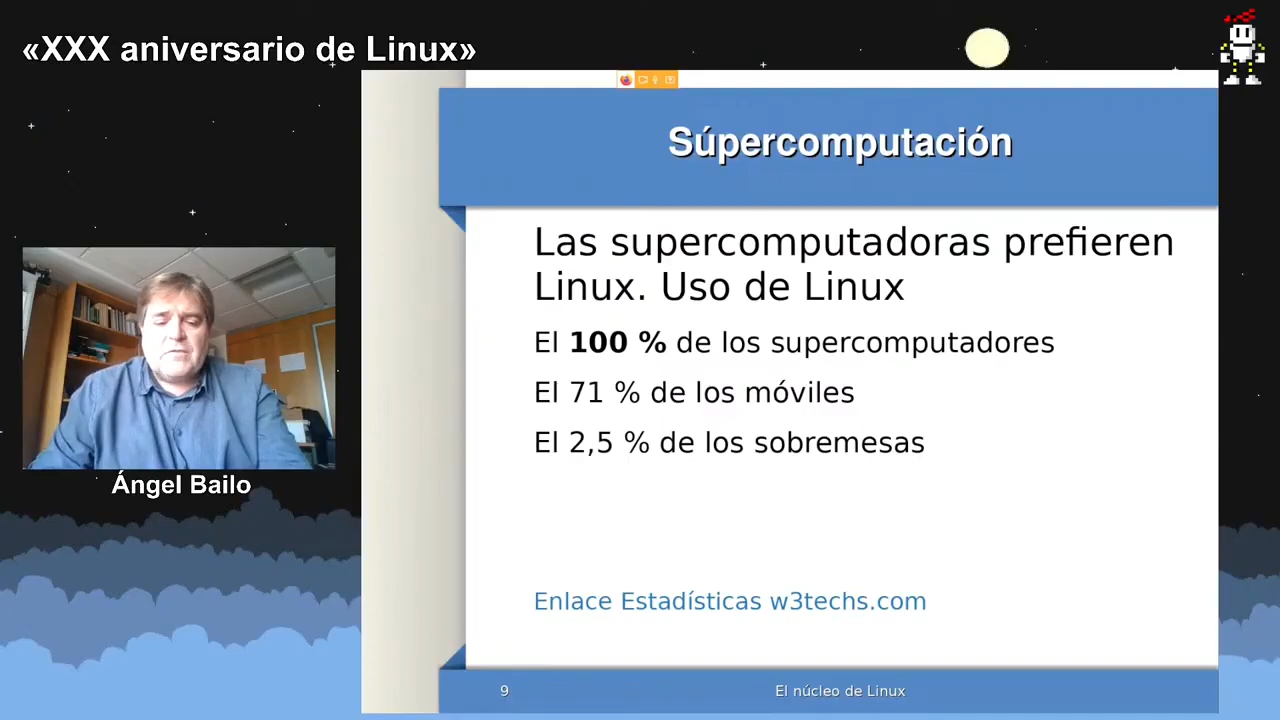 «XXX aniversario de Linux»
Súpercomputación
Las supercomputadoras prefieren
Linux. Uso de Linux
El 100 % de los supercomputadores
El 71 % de los móviles
El 2,5 % de los sobremesas
Ángel Bailo
Enlace Estadísticas w3techs.com
9
El núcleo de Linux